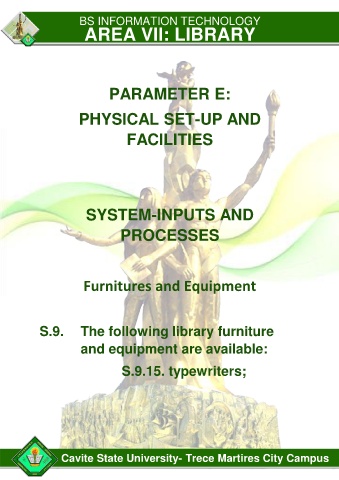 BS INFORMATION TECHNOLOGY
AREA VII: LIBRARY
PARAMETER E:
PHYSICAL SET-UP AND
FACILITIES
SYSTEM-INPUTS AND
PROCESSES
Furnitures and Equipment
S.9. The following library furniture
and equipment are available:
S.9.15. typewriters;
Cavite State University- Trece Martires City Campus